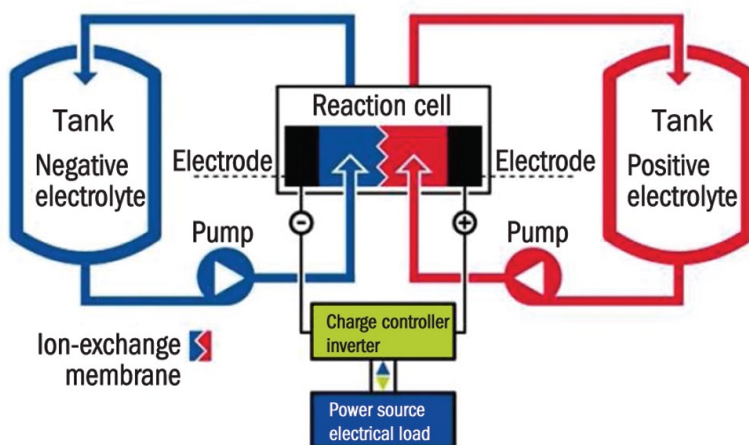 Reaction cell
Tank
Negative
electrolyte
Electrode
Electrode
Tank
Positive
electrolyte
Pump
−
+
Pump
Ion-exchange
membrane
Charge controller
inverter
Power source
electrical load